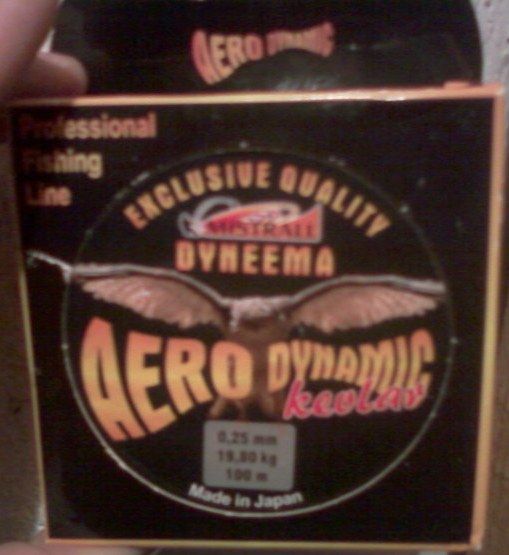 AERO DYNAMIC
Professional
Fishing
Line
EXCLUSIVE QUALITY
MISTRALL
DYNEEMA
AERO DYNAMIC
kevlar
0,25 mm
19,80 kg
100 m
Made in Japan